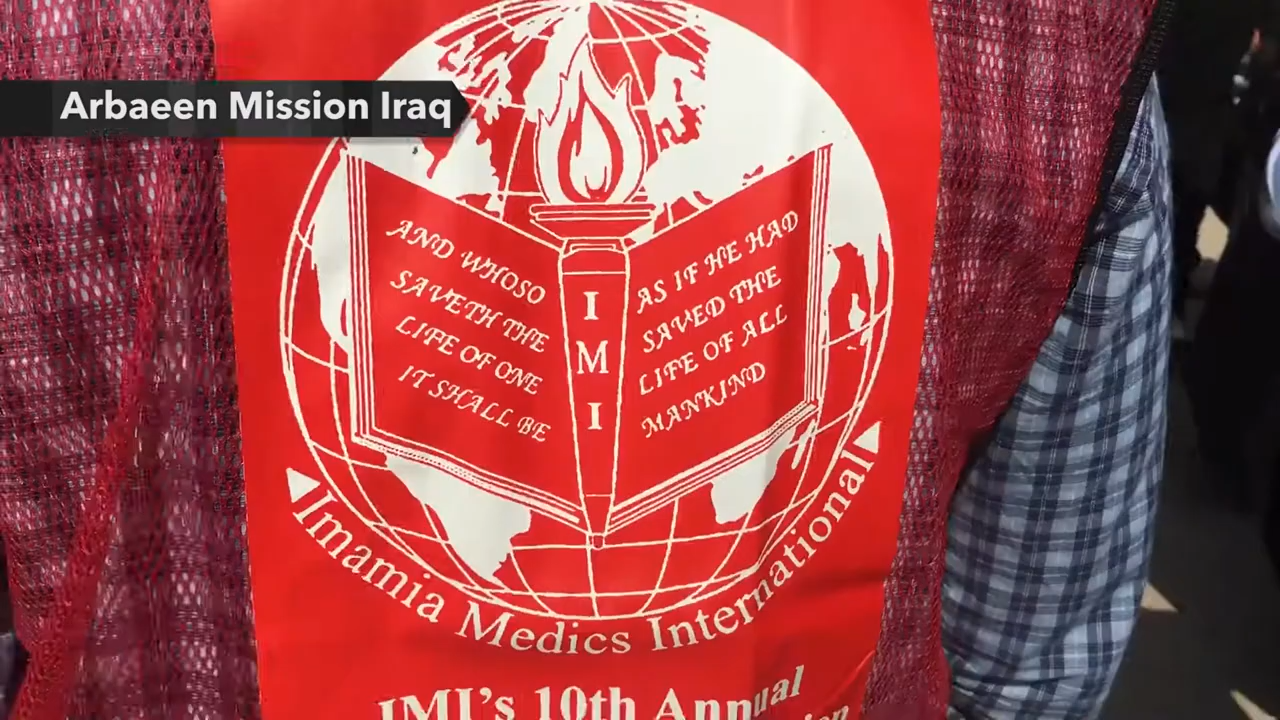 Arbaeen Mission Iraq
AND WHOSO
SAVETH THE
LIFE OF ONE
IT SHALL BE
IMI
AS IF HE HAD
SAVED THE
LIFE OF ALL
MANKIND
Imamia Medics International
IMI's 10th Annual